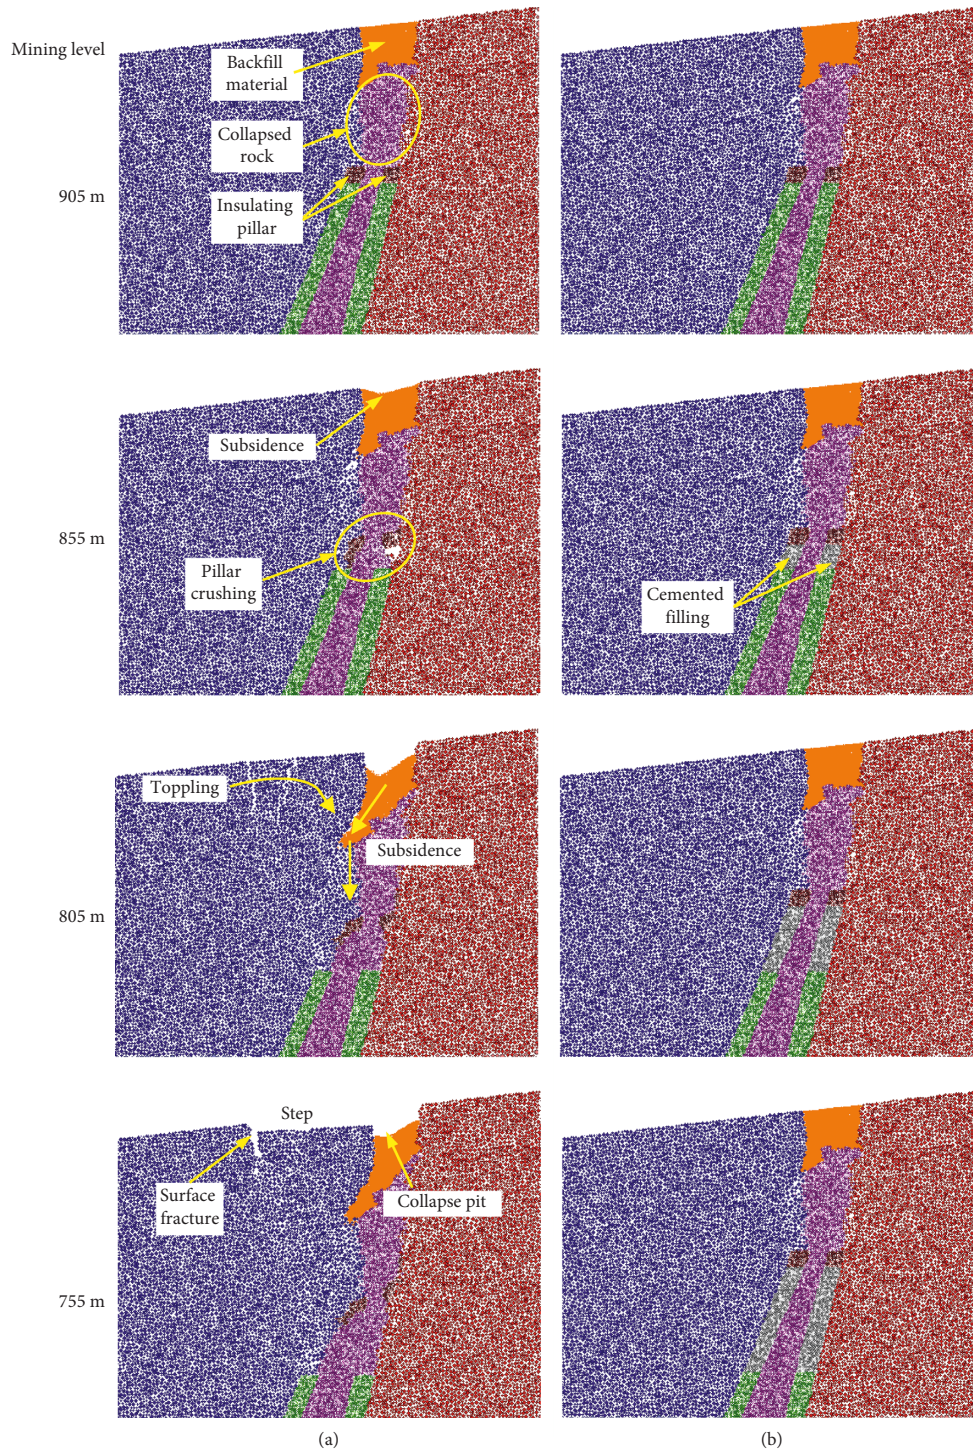 Mining level
Backfill
material
Collapsed
rock
905 m
Insulating
pillar
Subsidence
855 m
Pillar
crushing
Cemented
filling
Toppling
Subsidence
805 m
Step
Surface
fracture
Collapse pit
755 m
(a)
(b)